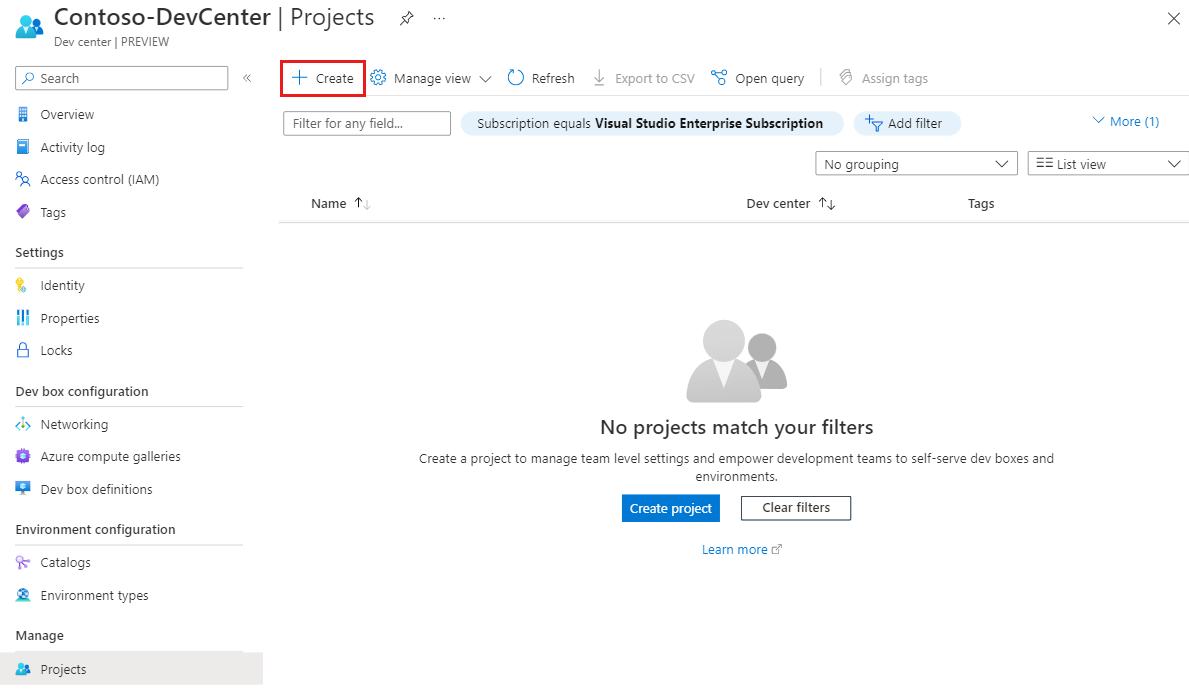 Contoso-DevCenter | Projects
Dev center | PREVIEW
Search
Overview
Activity log
Access control (IAM)
Tags
Settings
Identity
Properties
Locks
Dev box configuration
Networking
Azure compute galleries
Dev box definitions
Environment configuration
Catalogs
Environment types
Manage
Projects
Create Manage view Refresh Export to CSV Open query Assign tags
Filter for any field... Subscription equals Visual Studio Enterprise Subscription Add filter More (1)
No grouping List view
Name Dev center Tags
No projects match your filters
Create a project to manage team level settings and empower development teams to self-serve dev boxes and
environments.
Create project Clear filters
Learn more